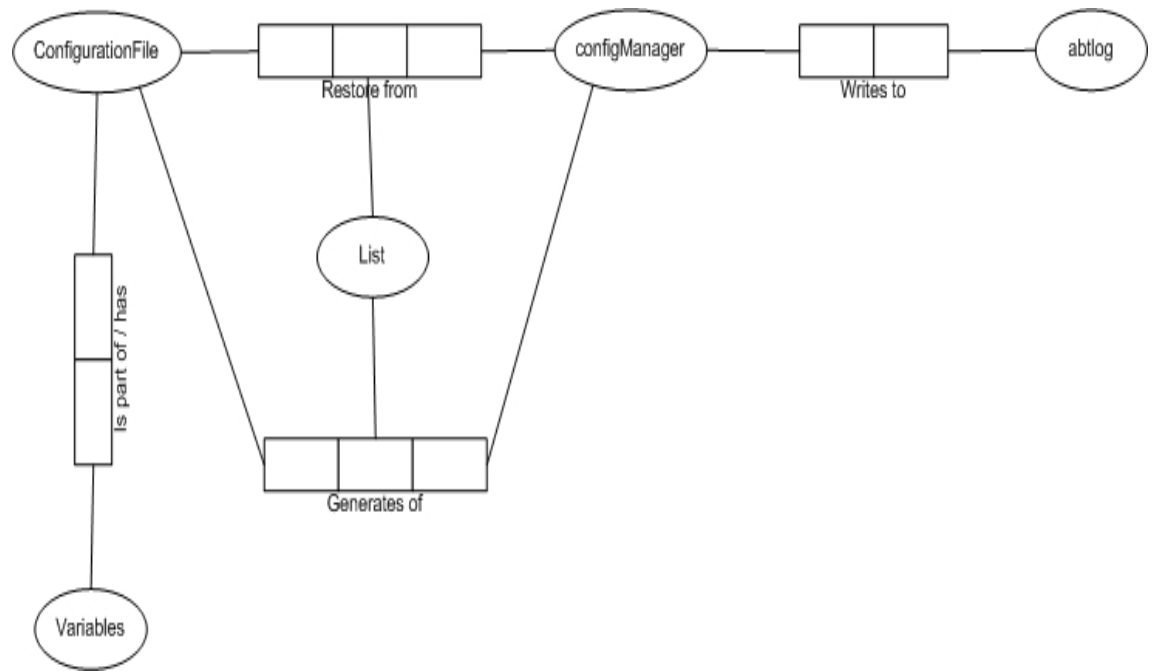 ConfigurationFile
configManager
abtlog
Restore from
Writes to
List
Is part of / has
Generates of
Variables